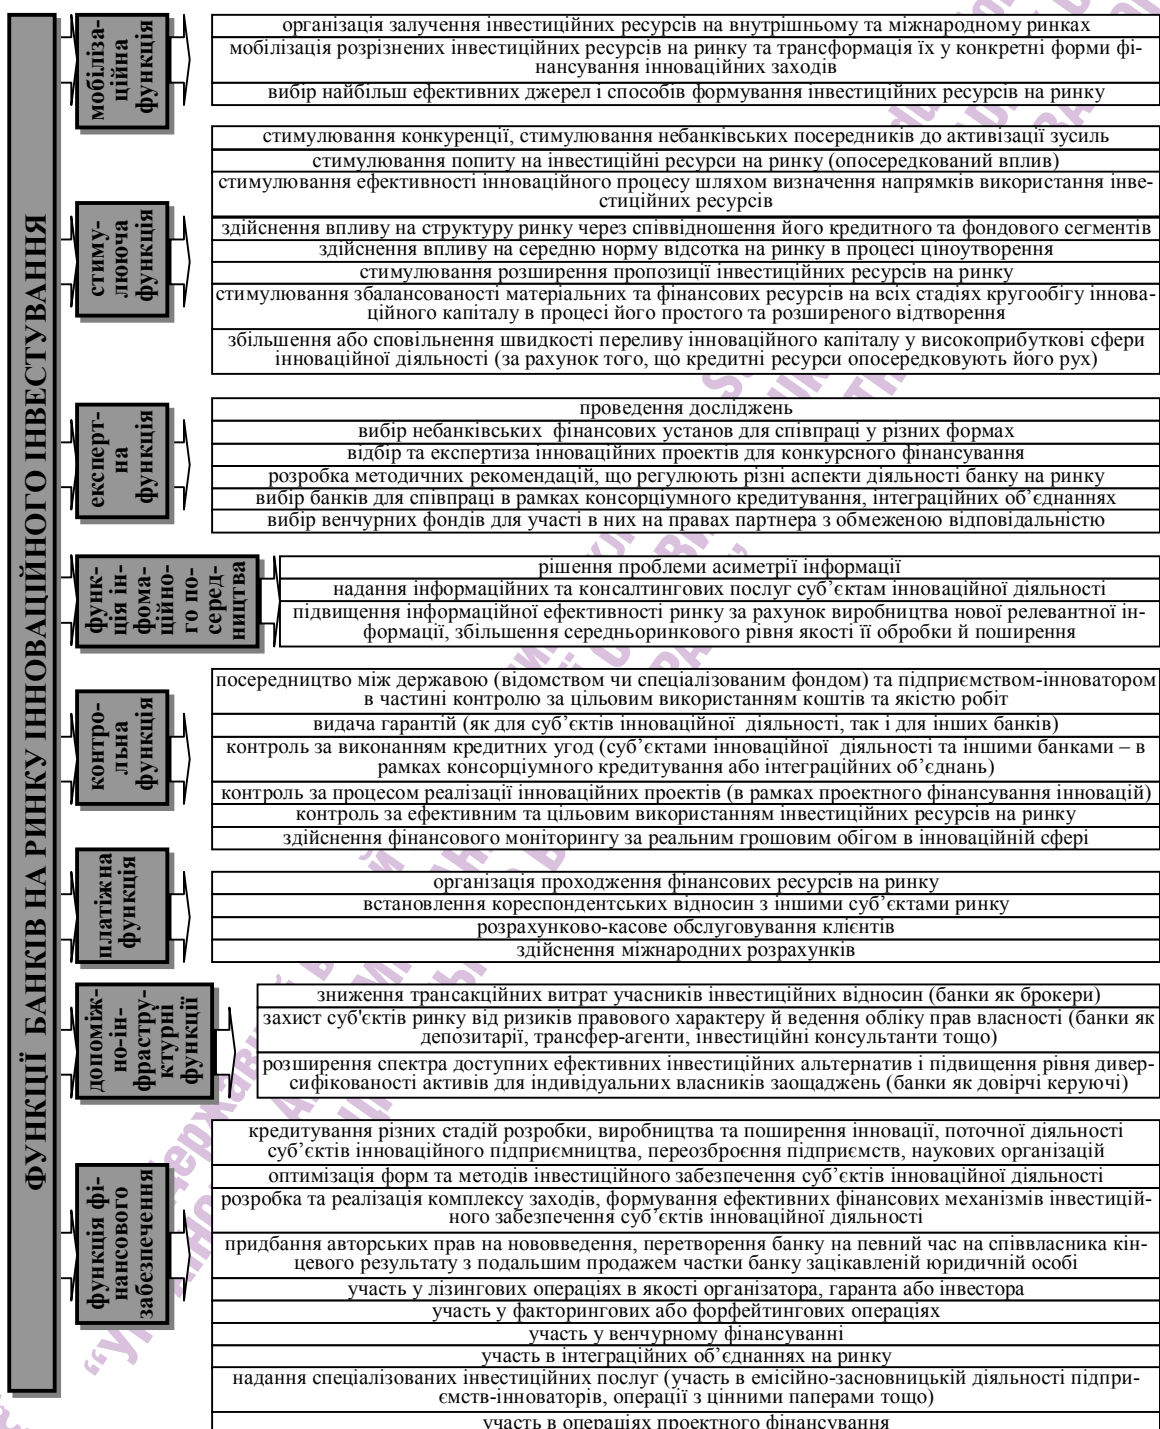 ФУНКЦІЇ БАНКІВ НА РИНКУ ІННОВАЦІЙНОГО ІНВЕСТУВАННЯ
мобіліза-
ційна
функція
організація залучення інвестиційних ресурсів на внутрішньому та міжнародному ринках
мобілізація розрізнених інвестиційних ресурсів на ринку та трансформація їх у конкретні форми фі-
нансування інноваційних заходів
вибір найбільш ефективних джерел і способів формування інвестиційних ресурсів на ринку
стиму-
лююча
функція
стимулювання конкуренції, стимулювання небанківських посередників до активізації зусиль
стимулювання попиту на інвестиційні ресурси на ринку (опосередкований вплив)
стимулювання ефективності інноваційного процесу шляхом визначення напрямків використання інве-
стиційних ресурсів
здійснення впливу на структуру ринку через співвідношення його кредитного та фондового сегментів
здійснення впливу на середню норму відсотка на ринку в процесі ціноутворення
стимулювання розширення пропозиції інвестиційних ресурсів на ринку
стимулювання збалансованості матеріальних та фінансових ресурсів на всіх стадіях кругообігу іннова-
ційного капіталу в процесі його простого та розширеного відтворення
збільшення або сповільнення швидкості переливу інноваційного капіталу у високоприбуткові сфери
інноваційної діяльності (за рахунок того, що кредитні ресурси опосередковують його рух)
експерт-
на
функція
проведення досліджень
вибір небанківських фінансових установ для співпраці у різних формах
відбір та експертиза інноваційних проектів для конкурсного фінансування
розробка методичних рекомендацій, що регулюють різні аспекти діяльності банку на ринку
вибір банків для співпраці в рамках консорціумного кредитування, інтеграційних об’єднаннях
вибір венчурних фондів для участі в них на правах партнера з обмеженою відповідальністю
функ-
ція ін-
фома-
ційно-
го по-
серед-
ництва
рішення проблеми асиметрії інформації
надання інформаційних та консалтингових послуг суб’єктам інноваційної діяльності
підвищення інформаційної ефективності ринку за рахунок виробництва нової релевантної ін-
формації, збільшення середньоринкового рівня якості її обробки й поширення
контро-
льна
функція
посередництво між державою (відомством чи спеціалізованим фондом) та підприємством-інноватором
в частині контролю за цільовим використанням коштів та якістю робіт
видача гарантій (як для суб’єктів інноваційної діяльності, так і для інших банків)
контроль за виконанням кредитних угод (суб’єктами інноваційної діяльності та іншими банками – в
рамках консорціумного кредитування або інтеграційних об’єднань)
контроль за процесом реалізації інноваційних проектів (в рамках проектного фінансування інновацій)
контроль за ефективним та цільовим використанням інвестиційних ресурсів на ринку
здійснення фінансового моніторингу за реальним грошовим обігом в інноваційній сфері
платіжна
функція
організація проходження фінансових ресурсів на ринку
встановлення кореспондентських відносин з іншими суб’єктами ринку
розрахунково-касове обслуговування клієнтів
здійснення міжнародних розрахунків
допоміж-
но-ін-
фрастру-
ктурні
функції
зниження трансакційних витрат учасників інвестиційних відносин (банки як брокери)
захист суб'єктів ринку від ризиків правового характеру й ведення обліку прав власності (банки як
депозитарії, трансфер-агенти, інвестиційні консультанти тощо)
розширення спектра доступних ефективних інвестиційних альтернатив і підвищення рівня дивер-
сифікованості активів для індивідуальних власників заощаджень (банки як довірчі керуючі)
функція фі-
нансового
забезпечення
кредитування різних стадій розробки, виробництва та поширення інновації, поточної діяльності
суб’єктів інноваційного підприємництва, переозброєння підприємств, наукових організацій
оптимізація форм та методів інвестиційного забезпечення суб’єктів інноваційної діяльності
розробка та реалізація комплексу заходів, формування ефективних фінансових механізмів інвестицій-
ного забезпечення суб’єктів інноваційної діяльності
придбання авторських прав на нововведення, перетворення банку на певний час на співвласника кін-
цевого результату з подальшим продажем частки банку зацікавленій юридичній особі
участь у лізингових операціях в якості організатора, гаранта або інвестора
участь у факторингових або форфейтингових операціях
участь у венчурному фінансуванні
участь в інтеграційних об’єднаннях на ринку
надання спеціалізованих інвестиційних послуг (участь в емісійно-засновницькій діяльності підпри-
ємств-інноваторів, операції з цінними паперами тощо)
участь в операціях проектного фінансування